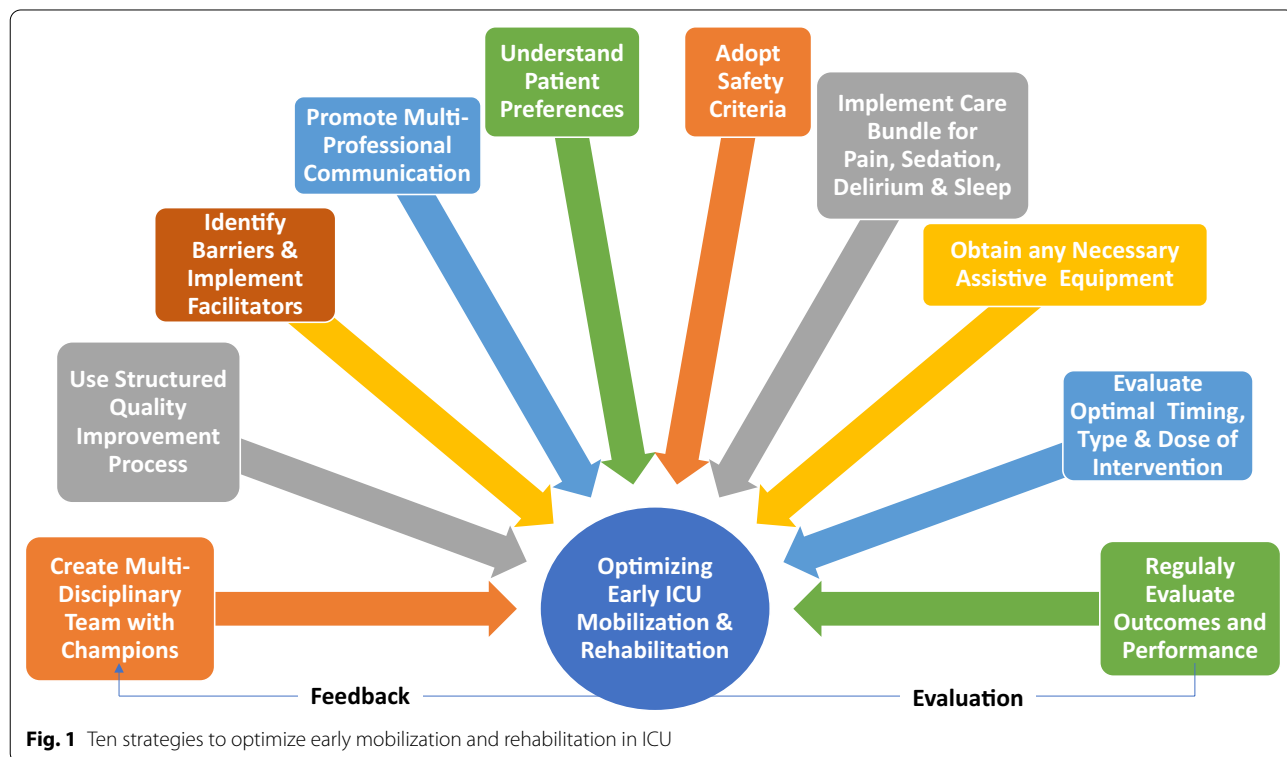 Understand
Patient
Preferences
Adopt
Safety
Criteria
Implement Care
Bundle for
Pain, Sedation,
Delirium & Sleep
Promote Multi-
Professional
Communication
Identify
Barriers &
Implement
Facilitators
Obtain any Necessary
Assistive Equipment
Use Structured
Quality
Improvement
Process
Evaluate
Optimal Timing,
Type & Dose of
Intervention
Create Multi-
Disciplinary
Team with
Champions
Optimizing
Early ICU
Mobilization &
Rehabilitation
Regulaly
Evaluate
Outcomes and
Performance
Feedback
Evaluation
Fig. 1 Ten strategies to optimize early mobilization and rehabilitation in ICU